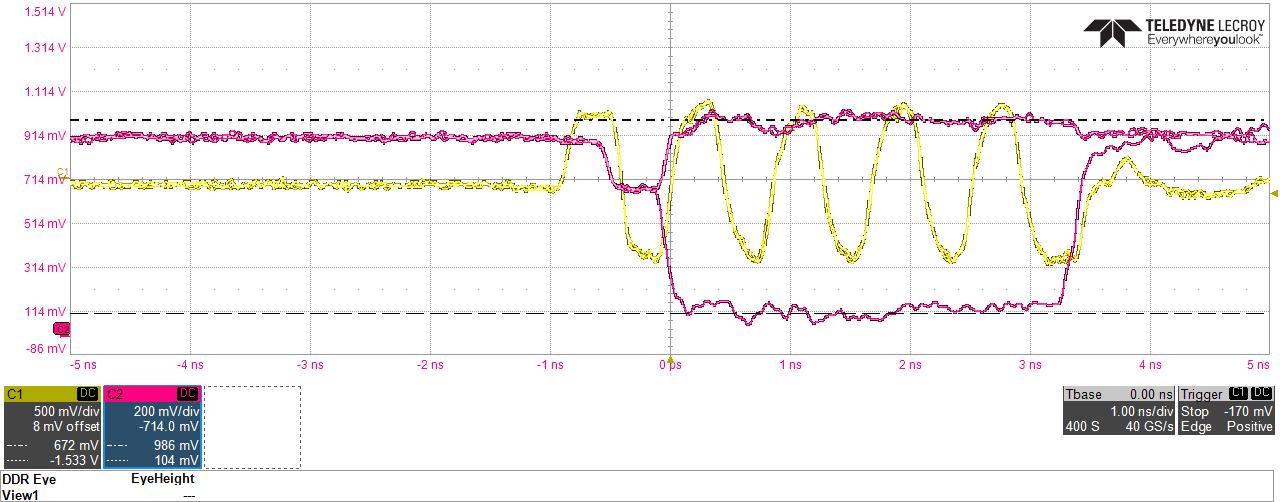 1.514 V
TELEDYNE LECROY
Everywhereyoulook™
1.314 V
1.114 V
914 mV
C1
714 mV
514 mV
314 mV
114 mV
C2
-86 mV
-5 ns -4 ns -3 ns -2 ns -1 ns 0 ps 1 ns 2 ns 3 ns 4 ns 5 ns
C1 DC
500 mV/div
8 mV offset
672 mV
-1.533 V
C2 DC
200 mV/div
-714.0 mV
986 mV
104 mV
Tbase 0.00 ns
1.00 ns/div
400 S 40 GS/s
Trigger C1 DC
Stop -170 mV
Edge Positive
DDR Eye EyeHeight
View1 ---